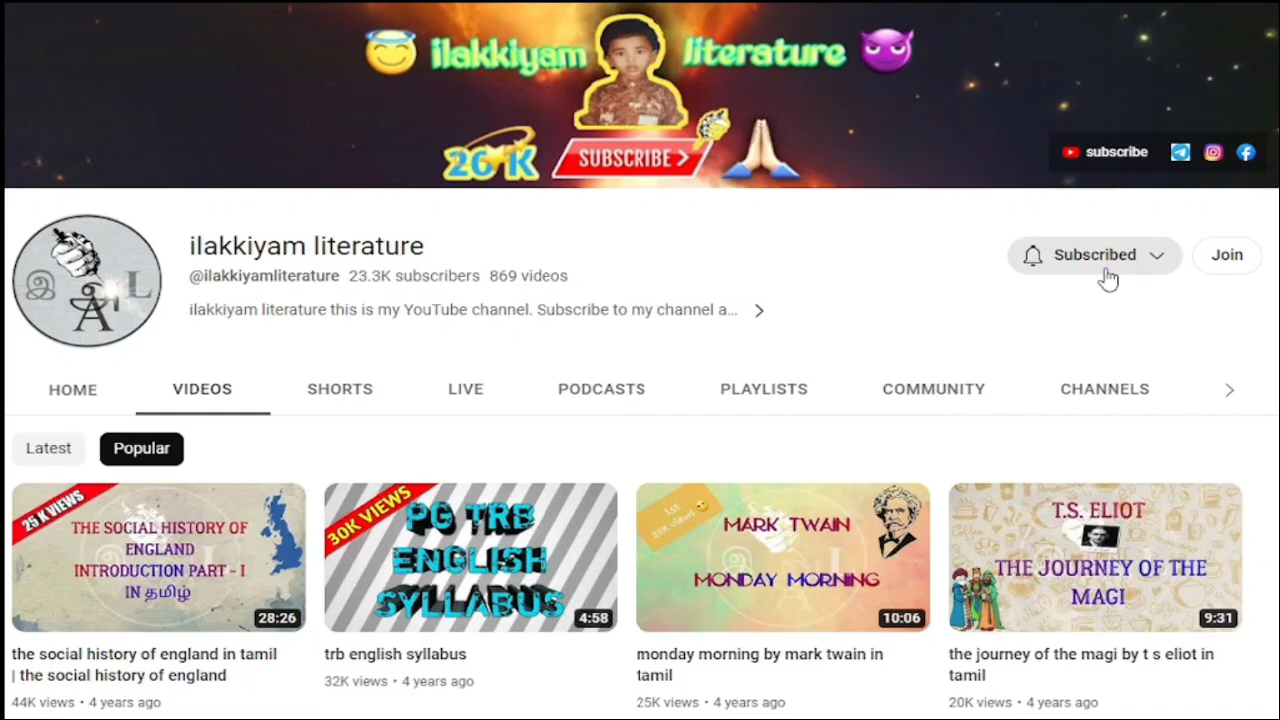 ilakkiyam literature
26 K SUBSCRIBE >
subscribe
இ A L
ilakkiyam literature
@ilakkiyamliterature 23.3K subscribers 869 videos
ilakkiyam literature this is my YouTube channel. Subscribe to my channel a...
Subscribed
Join
HOME VIDEOS SHORTS LIVE PODCASTS PLAYLISTS COMMUNITY CHANNELS
Latest Popular
25 K VIEWS
THE SOCIAL HISTORY OF
ENGLAND
INTRODUCTION PART - I
IN தமிழ்
28:26
the social history of england in tamil
| the social history of england
44K views • 4 years ago
30K VIEWS
PG TRB
ENGLISH
SYLLABUS
4:58
trb english syllabus
32K views • 4 years ago
1st
20K views
MARK TWAIN
MONDAY MORNING
10:06
monday morning by mark twain in
tamil
25K views • 4 years ago
T.S. ELIOT
THE JOURNEY OF THE
MAGI
9:31
the journey of the magi by t s eliot in
tamil
20K views • 4 years ago